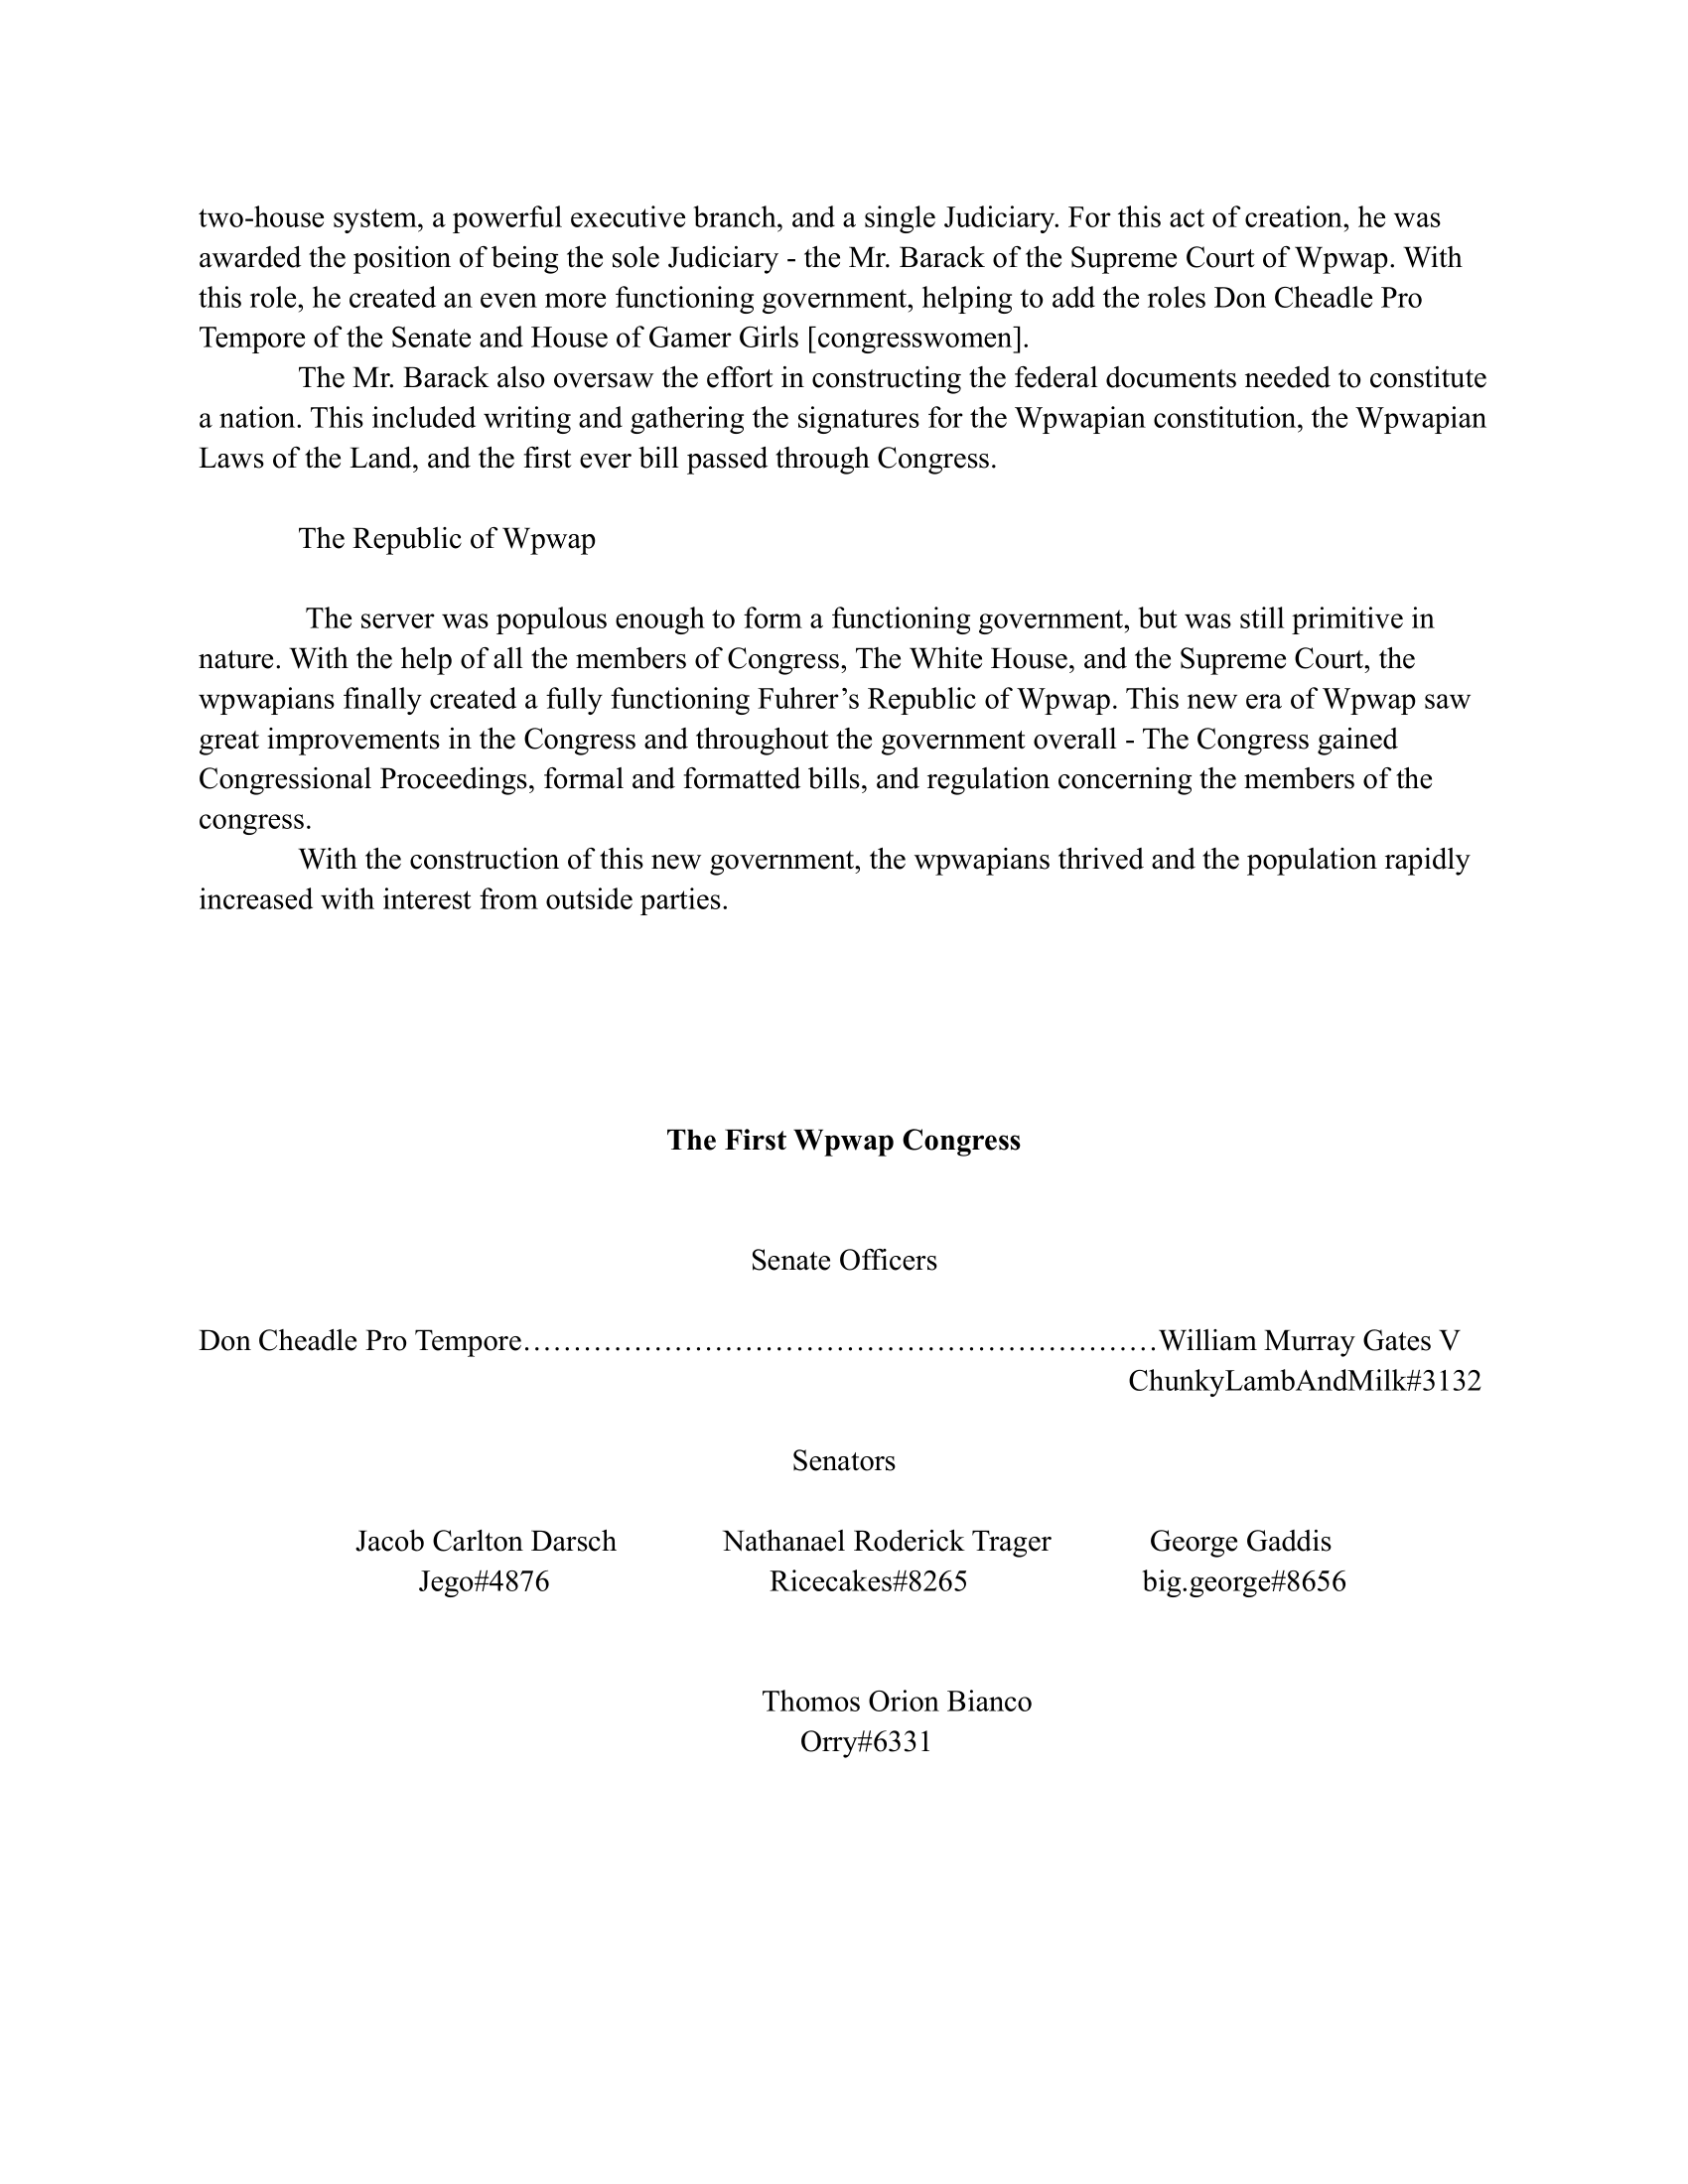 two-house system, a powerful executive branch, and a single Judiciary. For this act of creation, he was
awarded the position of being the sole Judiciary - the Mr. Barack of the Supreme Court of Wpwap. With
this role, he created an even more functioning government, helping to add the roles Don Cheadle Pro
Tempore of the Senate and House of Gamer Girls [congresswomen].
The Mr. Barack also oversaw the effort in constructing the federal documents needed to constitute
a nation. This included writing and gathering the signatures for the Wpwapian constitution, the Wpwapian
Laws of the Land, and the first ever bill passed through Congress.
The Republic of Wpwap
The server was populous enough to form a functioning government, but was still primitive in
nature. With the help of all the members of Congress, The White House, and the Supreme Court, the
wpwapians finally created a fully functioning Fuhrer’s Republic of Wpwap. This new era of Wpwap saw
great improvements in the Congress and throughout the government overall - The Congress gained
Congressional Proceedings, formal and formatted bills, and regulation concerning the members of the
congress.
With the construction of this new government, the wpwapians thrived and the population rapidly
increased with interest from outside parties.
The First Wpwap Congress
Senate Officers
Don Cheadle Pro Tempore………………………………………………………William Murray Gates V
ChunkyLambAndMilk#3132
Senators
Jacob Carlton Darsch Nathanael Roderick Trager George Gaddis
Jego#4876 Ricecakes#8265 big.george#8656
Thomos Orion Bianco
Orry#6331